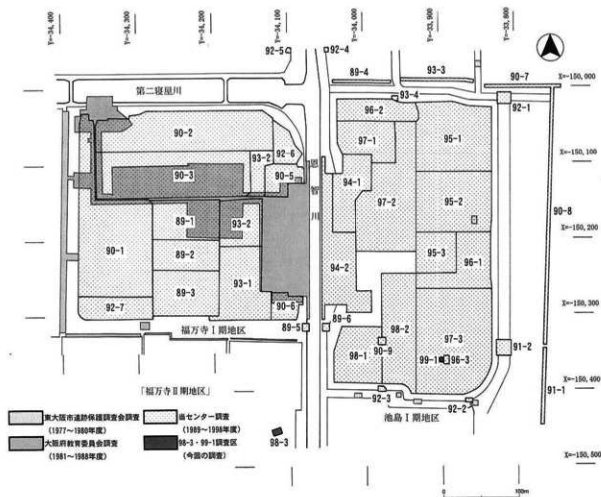 Y=-34,400
Y=-34,300
Y=-34,200
Y=-34,100
Y=-34,000
Y=-33,900
Y=-33,800
92-5
92-4
89-4
93-3
90-7
X=-150,000
第二寝屋川
93-4
92-1
96-2
90-2
97-1
95-1
93-2
92-6
恩智川
X=-150,100
90-3
90-5
94-1
97-2
95-2
90-8
89-1
93-2
X=-150,200
90-1
89-2
94-2
95-3
96-1
89-3
93-1
92-7
90-6
X=-150,300
福万寺Ⅰ期地区
89-5
89-6
98-2
97-3
98-1
90-9
99-1
96-3
91-2
「福万寺Ⅱ期地区」
91-1
X=-150,400
92-3
92-2
池島Ⅰ期地区
東大阪市遺跡保護調査会調査
(1977~1980年度)
当センター調査
(1989~1998年度)
大阪府教育委員会調査
(1981~1988年度)
98-3・99-1調査区
(今回の調査)
98-3
X=-150,500
0
100m